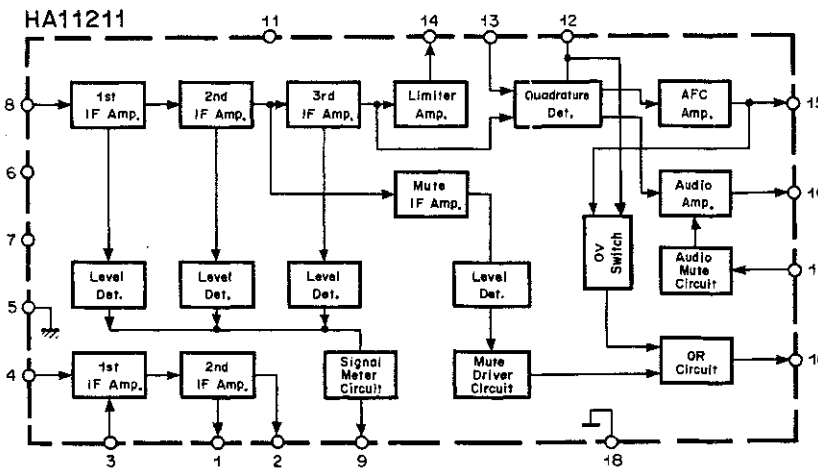 HA11211
11
14
13
12
8
1st
IF Amp.
2nd
IF Amp.
3rd
IF Amp.
Limiter
Amp.
Quadrature
Det.
AFC
Amp.
15
6
Mute
IF Amp.
Audio
Amp.
7
OV
Switch
Audio
Mute
Circuit
Level
Det.
Level
Det.
Level
Det.
Level
Det.
5
4
1st
IF Amp.
2nd
IF Amp.
Signal
Meter
Circuit
Mute
Driver
Circuit
OR
Circuit
3
1
2
9
18